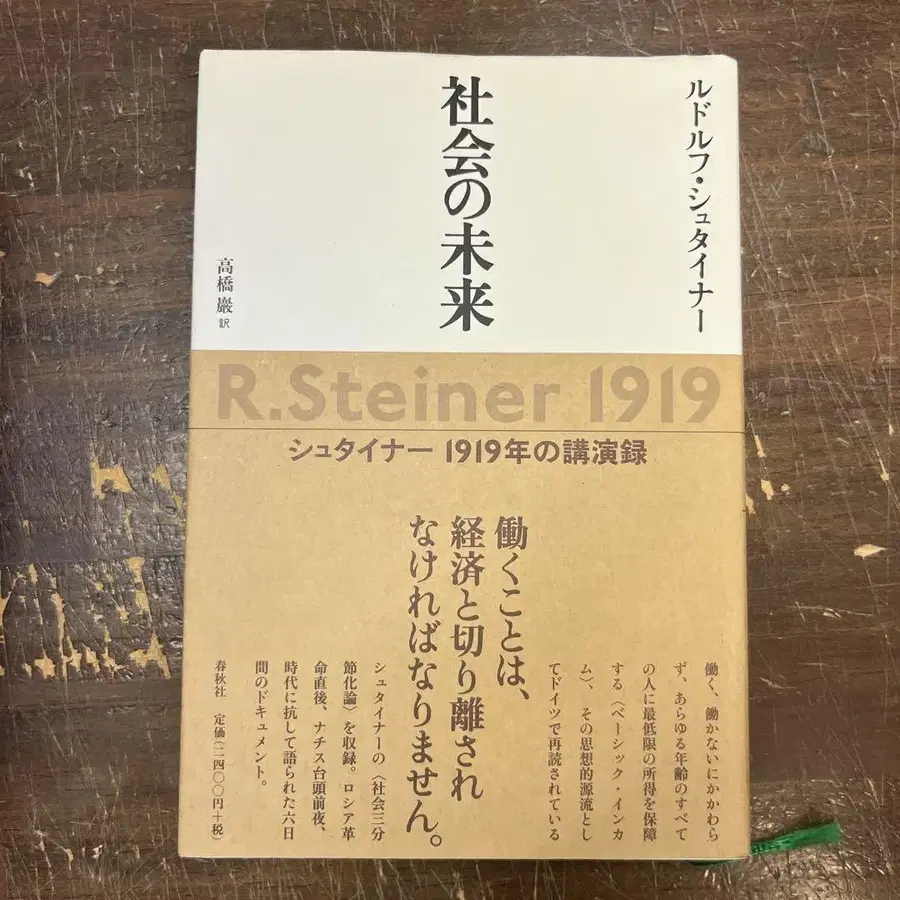 ルドルフ・シュタイナー
社会の未来
高橋 巖 訳
R.Steiner 1919
シュタイナー 1919年の講演録
働く、働かないにかかわら
ず、あらゆる年齢のすべて
の人に最低限の所得を保障
する〈ベーシック・インカ
ム〉、その思想的源流とし
てドイツで再読されている
働くことは、
経済と切り離され
なければなりません。
シュタイナーの〈社会三分
節化論〉を収録。ロシア革
命直後、ナチス台頭前夜、
時代に抗して語られた六日
間のドキュメント。
春秋社 定価(二四〇〇円+税)